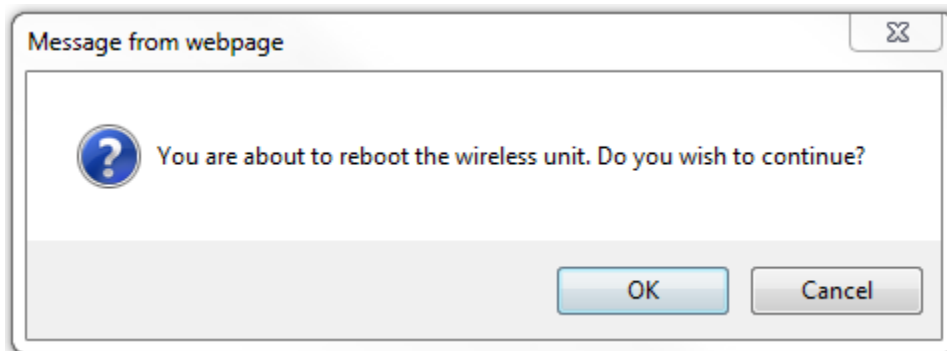 Message from webpage
You are about to reboot the wireless unit. Do you wish to continue?
OK
Cancel